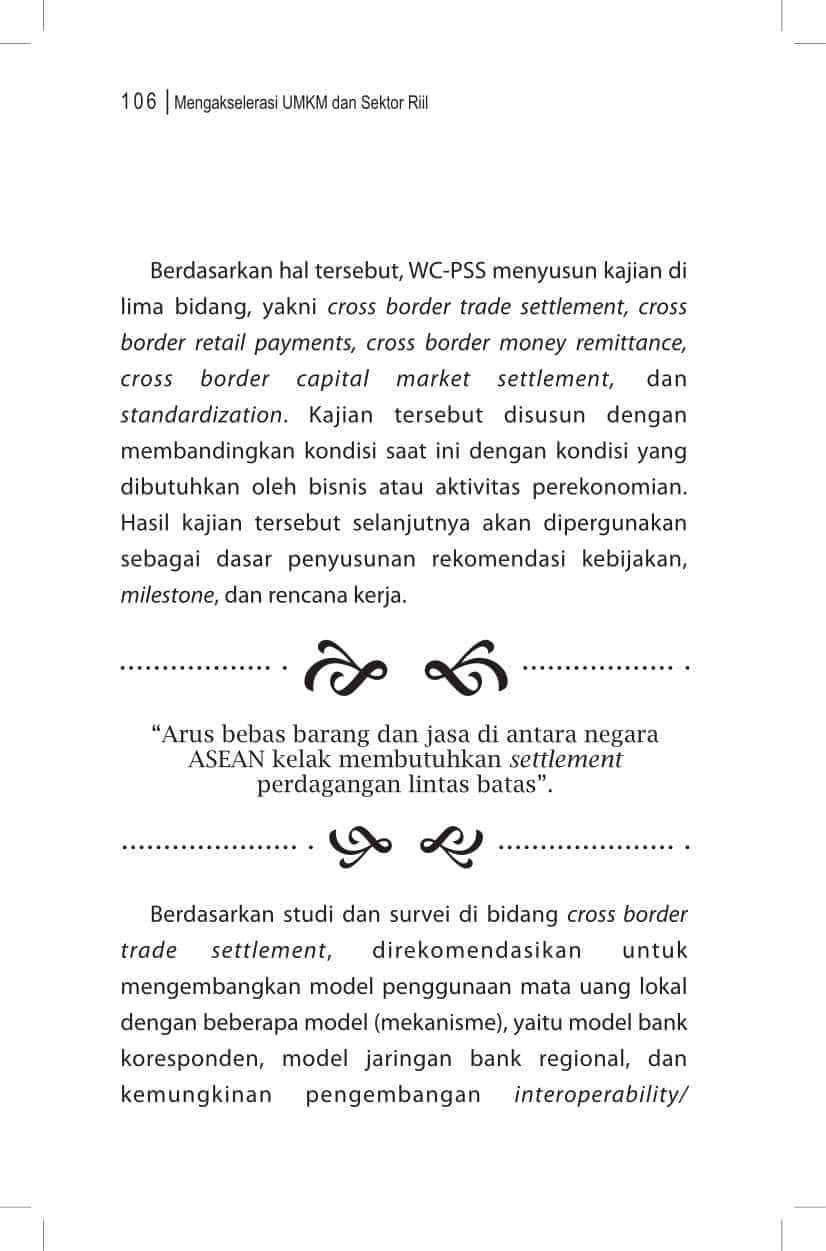 106 | Mengakselerasi UMKM dan Sektor Riil
Berdasarkan hal tersebut, WC-PSS menyusun kajian di
lima bidang, yakni cross border trade settlement, cross
border retail payments, cross border money remittance,
cross border capital market settlement, dan
standardization. Kajian tersebut disusun dengan
membandingkan kondisi saat ini dengan kondisi yang
dibutuhkan oleh bisnis atau aktivitas perekonomian.
Hasil kajian tersebut selanjutnya akan dipergunakan
sebagai dasar penyusunan rekomendasi kebijakan,
milestone, dan rencana kerja.
“Arus bebas barang dan jasa di antara negara
ASEAN kelak membutuhkan settlement
perdagangan lintas batas”.
Berdasarkan studi dan survei di bidang cross border
trade settlement, direkomendasikan untuk
mengembangkan model penggunaan mata uang lokal
dengan beberapa model (mekanisme), yaitu model bank
koresponden, model jaringan bank regional, dan
kemungkinan pengembangan interoperability/